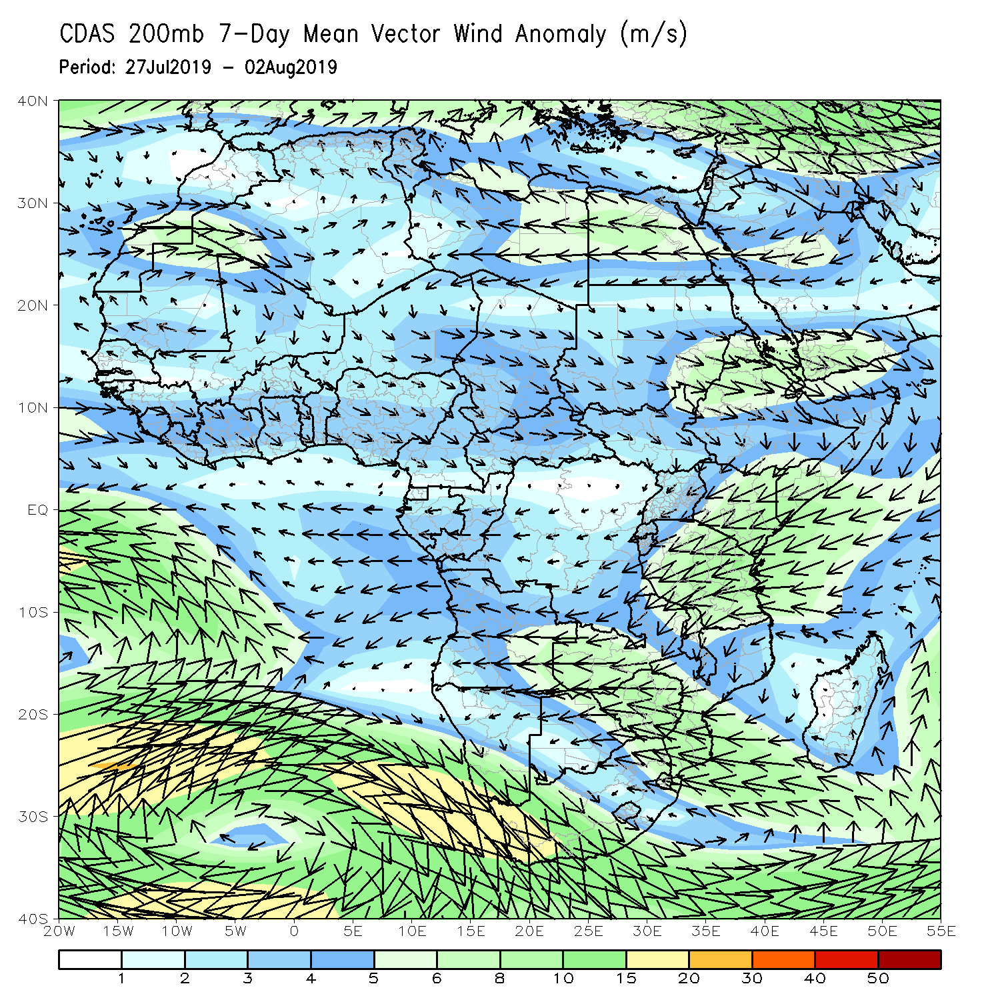 CDAS 200mb 7-Day Mean Vector Wind Anomaly (m/s)
Period: 27Jul2019 - 02Aug2019
40N
30N
20N
10N
EQ
10S
20S
30S
40S
20W 15W 10W 5W 0 5E 10E 15E 20E 25E 30E 35E 40E 45E 50E 55E
1 2 3 4 5 6 8 10 15 20 30 40 50